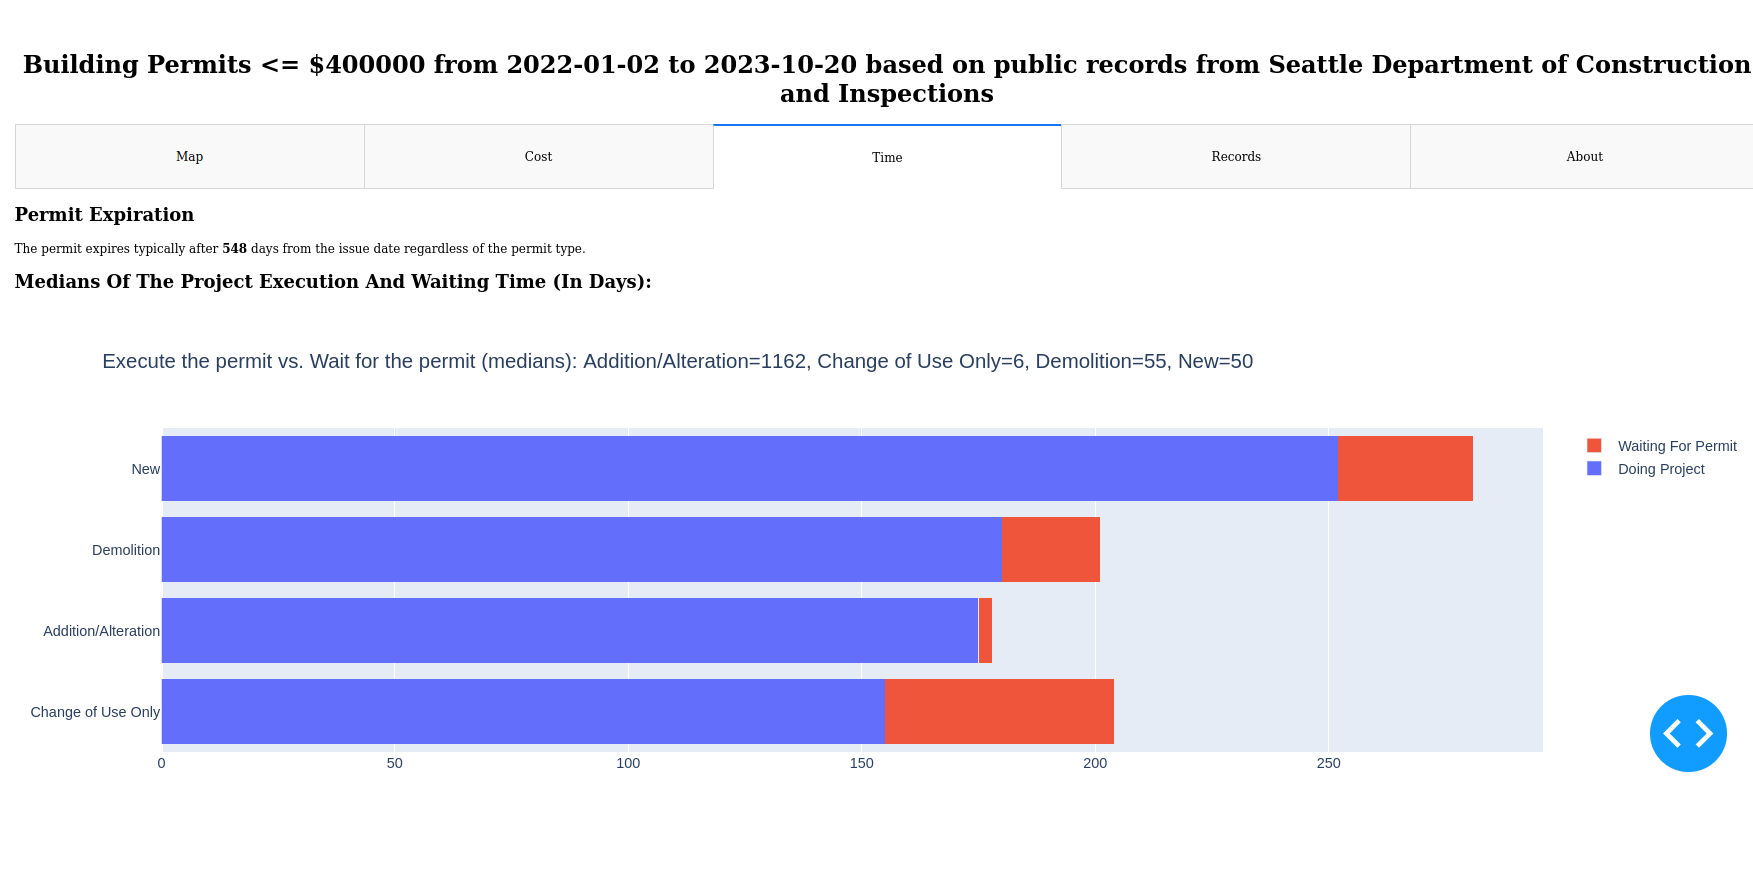 Building Permits <= $400000 from 2022-01-02 to 2023-10-20 based on public records from Seattle Department of Construction
and Inspections
Map
Cost
Time
Records
About
Permit Expiration
The permit expires typically after 548 days from the issue date regardless of the permit type.
Medians Of The Project Execution And Waiting Time (In Days):
Execute the permit vs. Wait for the permit (medians): Addition/Alteration=1162, Change of Use Only=6, Demolition=55, New=50
New
Demolition
Addition/Alteration
Change of Use Only
0
50
100
150
200
250
Waiting For Permit
Doing Project